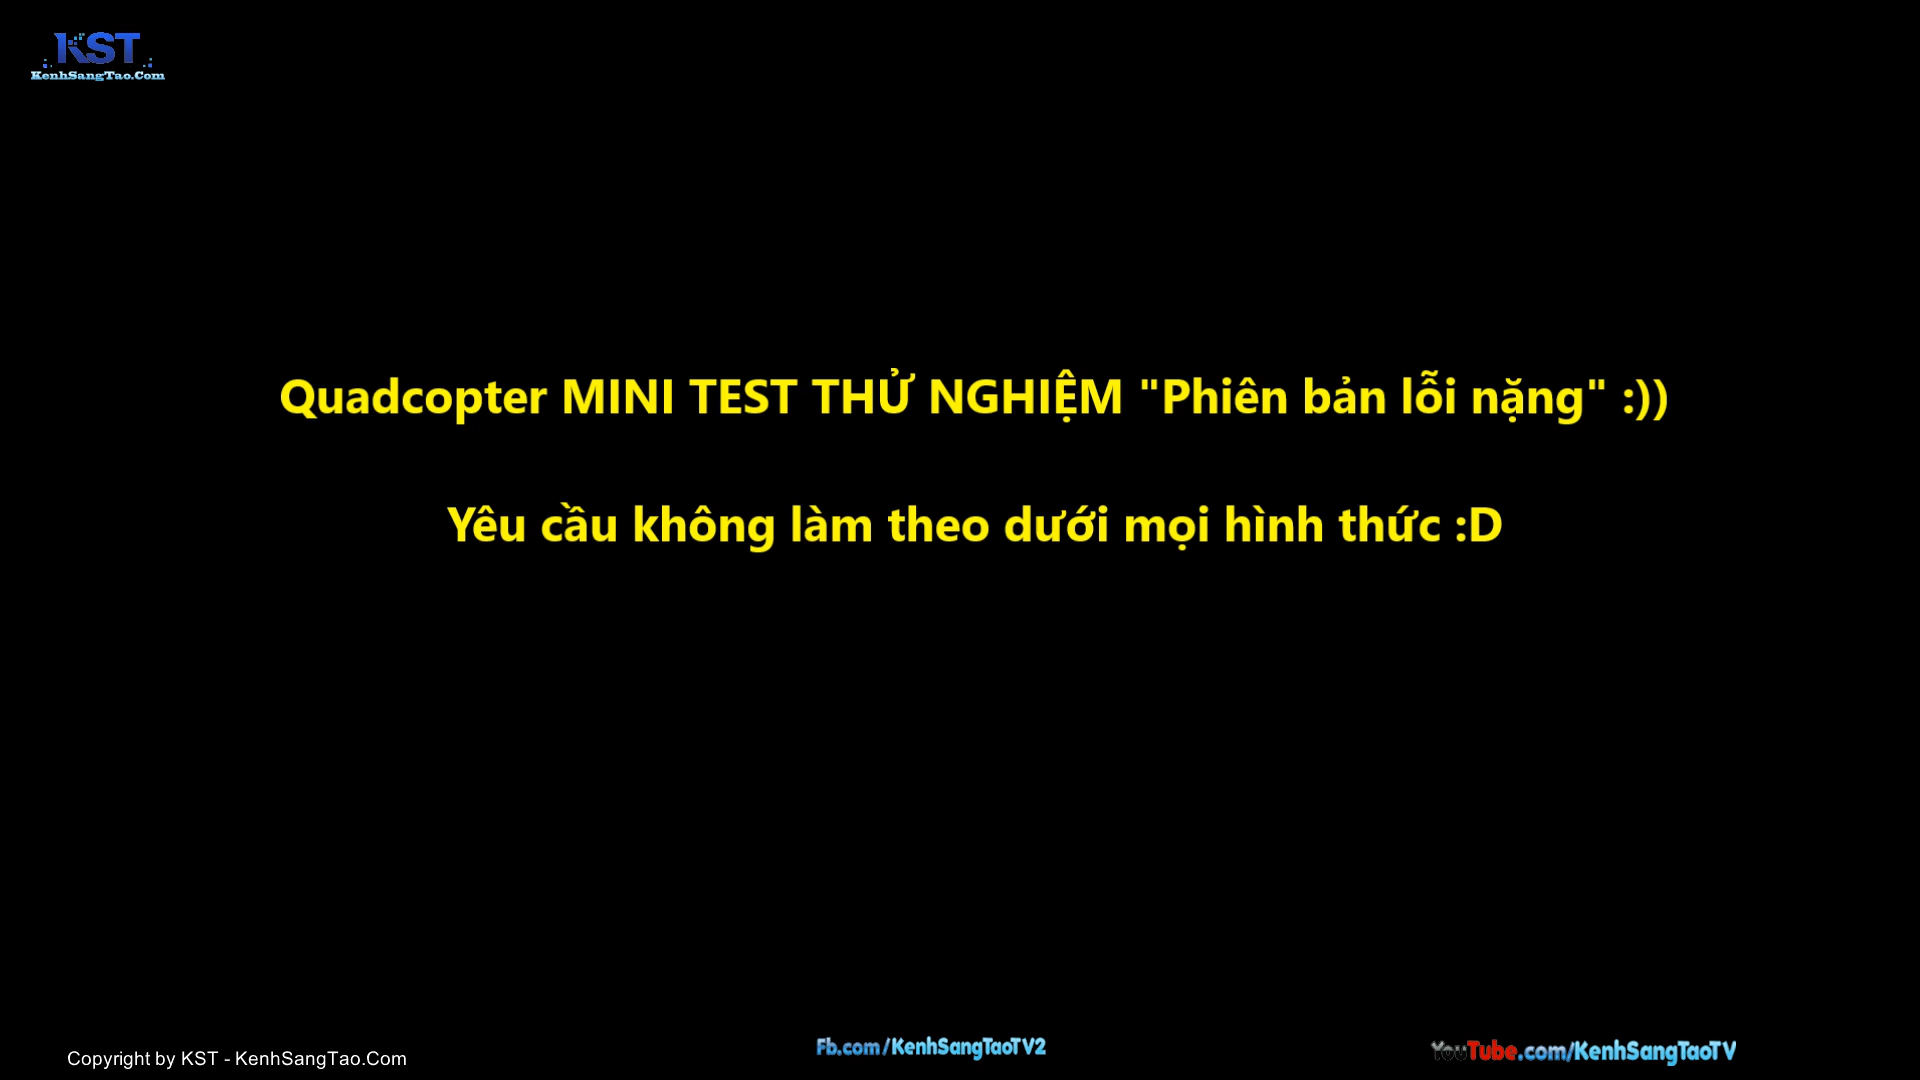 KST
KenhSangTao.Com
Quadcopter MINI TEST THỬ NGHIỆM "Phiên bản lỗi nặng" :))
Yêu cầu không làm theo dưới mọi hình thức :D
Copyright by KST - KenhSangTao.Com
Fb.com/KenhSangTaoTV2
YouTube.com/KenhSangTaoTV